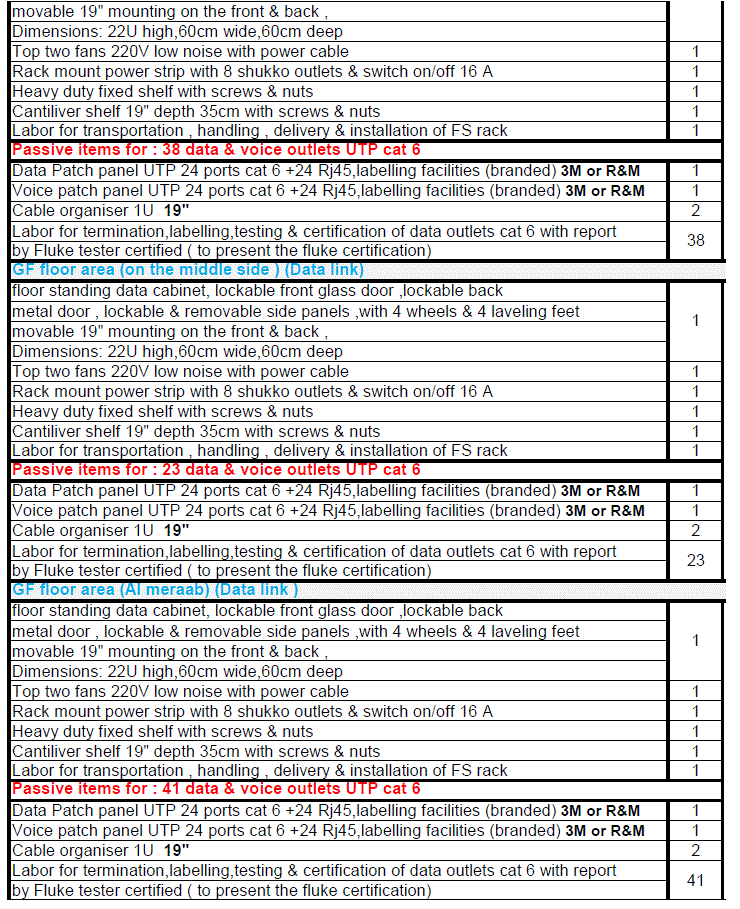 movable 19" mounting on the front & back ,
Dimensions: 22U high,60cm wide,60cm deep
Top two fans 220V low noise with power cable 1
Rack mount power strip with 8 shukko outlets & switch on/off 16 A 1
Heavy duty fixed shelf with screws & nuts 1
Cantiliver shelf 19" depth 35cm with screws & nuts 1
Labor for transportation , handling , delivery & installation of FS rack 1
Passive items for : 38 data & voice outlets UTP cat 6
Data Patch panel UTP 24 ports cat 6 +24 Rj45,labelling facilities (branded) 3M or R&M 1
Voice patch panel UTP 24 ports cat 6 +24 Rj45,labelling facilities (branded) 3M or R&M 1
Cable organiser 1U 19" 2
Labor for termination,labelling,testing & certification of data outlets cat 6 with report
by Fluke tester certified ( to present the fluke certification) 38
GF floor area (on the middle side ) (Data link)
floor standing data cabinet, lockable front glass door ,lockable back
metal door , lockable & removable side panels ,with 4 wheels & 4 laveling feet
movable 19" mounting on the front & back , 1
Dimensions: 22U high,60cm wide,60cm deep
Top two fans 220V low noise with power cable 1
Rack mount power strip with 8 shukko outlets & switch on/off 16 A 1
Heavy duty fixed shelf with screws & nuts 1
Cantiliver shelf 19" depth 35cm with screws & nuts 1
Labor for transportation , handling , delivery & installation of FS rack 1
Passive items for : 23 data & voice outlets UTP cat 6
Data Patch panel UTP 24 ports cat 6 +24 Rj45,labelling facilities (branded) 3M or R&M 1
Voice patch panel UTP 24 ports cat 6 +24 Rj45,labelling facilities (branded) 3M or R&M 1
Cable organiser 1U 19" 2
Labor for termination,labelling,testing & certification of data outlets cat 6 with report
by Fluke tester certified ( to present the fluke certification) 23
GF floor area (Al meraab) (Data link )
floor standing data cabinet, lockable front glass door ,lockable back
metal door , lockable & removable side panels ,with 4 wheels & 4 laveling feet
movable 19" mounting on the front & back , 1
Dimensions: 22U high,60cm wide,60cm deep
Top two fans 220V low noise with power cable 1
Rack mount power strip with 8 shukko outlets & switch on/off 16 A 1
Heavy duty fixed shelf with screws & nuts 1
Cantiliver shelf 19" depth 35cm with screws & nuts 1
Labor for transportation , handling , delivery & installation of FS rack 1
Passive items for : 41 data & voice outlets UTP cat 6
Data Patch panel UTP 24 ports cat 6 +24 Rj45,labelling facilities (branded) 3M or R&M 1
Voice patch panel UTP 24 ports cat 6 +24 Rj45,labelling facilities (branded) 3M or R&M 1
Cable organiser 1U 19" 2
Labor for termination,labelling,testing & certification of data outlets cat 6 with report
by Fluke tester certified ( to present the fluke certification) 41